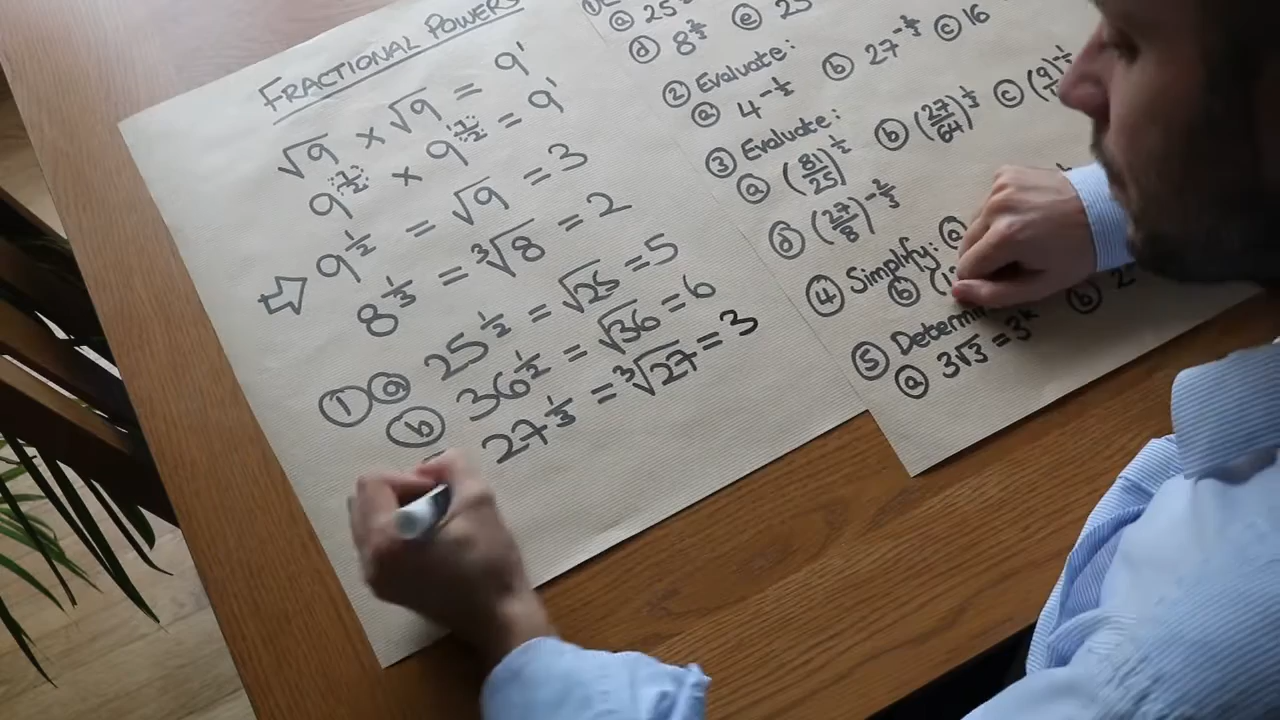 FRACTIONAL POWERS
√9 × √9 = 9¹
9^½ × 9^½ = 9¹
⇨ 9^½ = √9 = 3
8^⅓ = ³√8 = 2
① ⓐ 25^½ = √25 = 5
ⓑ 36^½ = √36 = 6
27^⅓ = ³√27 = 3
①
ⓐ 25 ⓔ 25
ⓓ 8
② Evaluate:
ⓐ 4^-½ ⓑ 27 ⓒ 16
③ Evaluate:
ⓐ (81/25)^½ ⓑ (27/64)^⅓ ⓒ (9/
ⓓ (27/8)^-⅔
④ Simplify: ⓐ
ⓑ (1
⑤
ⓐ 3√3 = 3^k ⓑ 2